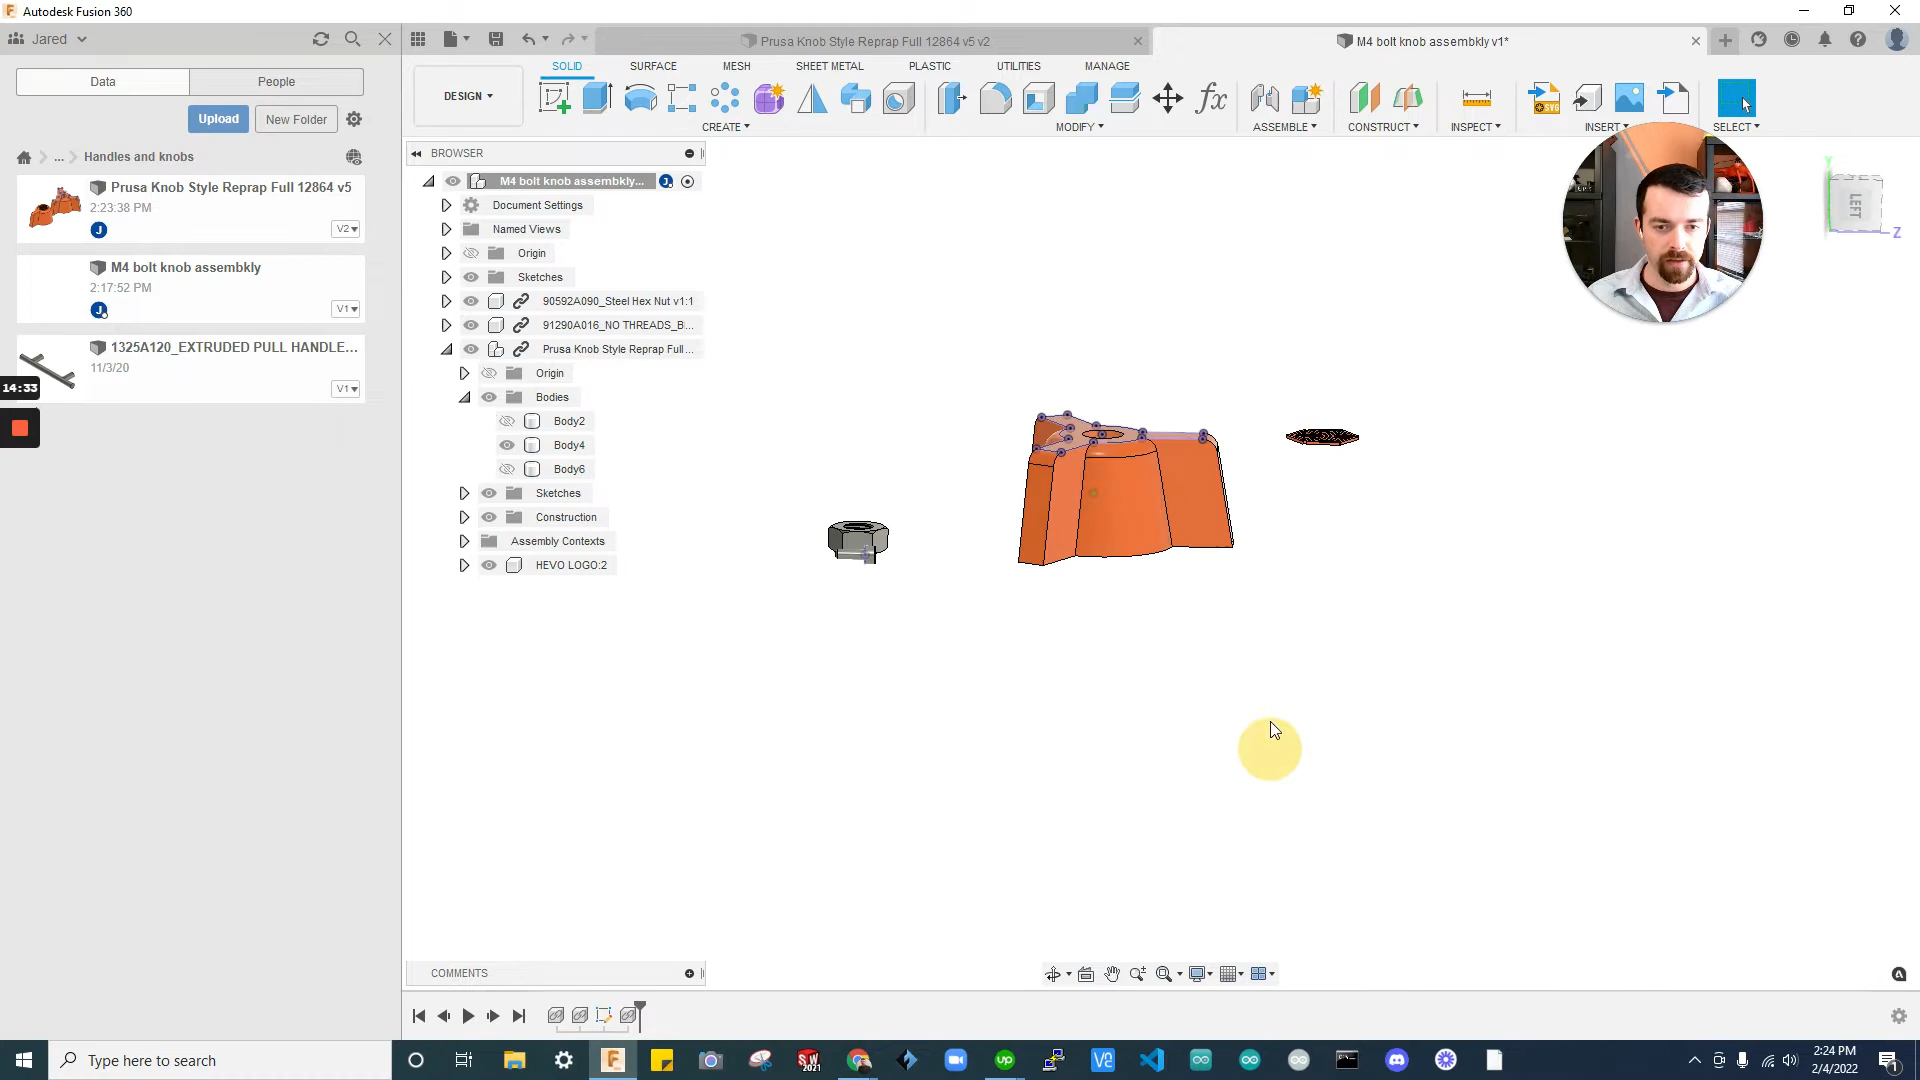 Autodesk Fusion 360
Jared
Data
People
Upload
New Folder
... Handles and knobs
Prusa Knob Style Reprap Full 12864 v5
2:23:38 PM
J
V2
M4 bolt knob assembkly
2:17:52 PM
J
V1
1325A120_EXTRUDED PULL HANDLE...
11/3/20
V1
14:33
Prusa Knob Style Reprap Full 12864 v5 v2
M4 bolt knob assembkly v1*
DESIGN
SOLID
SURFACE
MESH
SHEET METAL
PLASTIC
UTILITIES
MANAGE
CREATE
MODIFY
ASSEMBLE
CONSTRUCT
INSPECT
INSERT
SELECT
SVG
fx
BROWSER
M4 bolt knob assembkly...
J
Document Settings
Named Views
Origin
Sketches
90592A090_Steel Hex Nut v1:1
91290A016_NO THREADS_B...
Prusa Knob Style Reprap Full ...
Origin
Bodies
Body2
Body4
Body6
Sketches
Construction
Assembly Contexts
HEVO LOGO:2
Y
LEFT
Z
COMMENTS
Type here to search
2:24 PM
2/4/2022